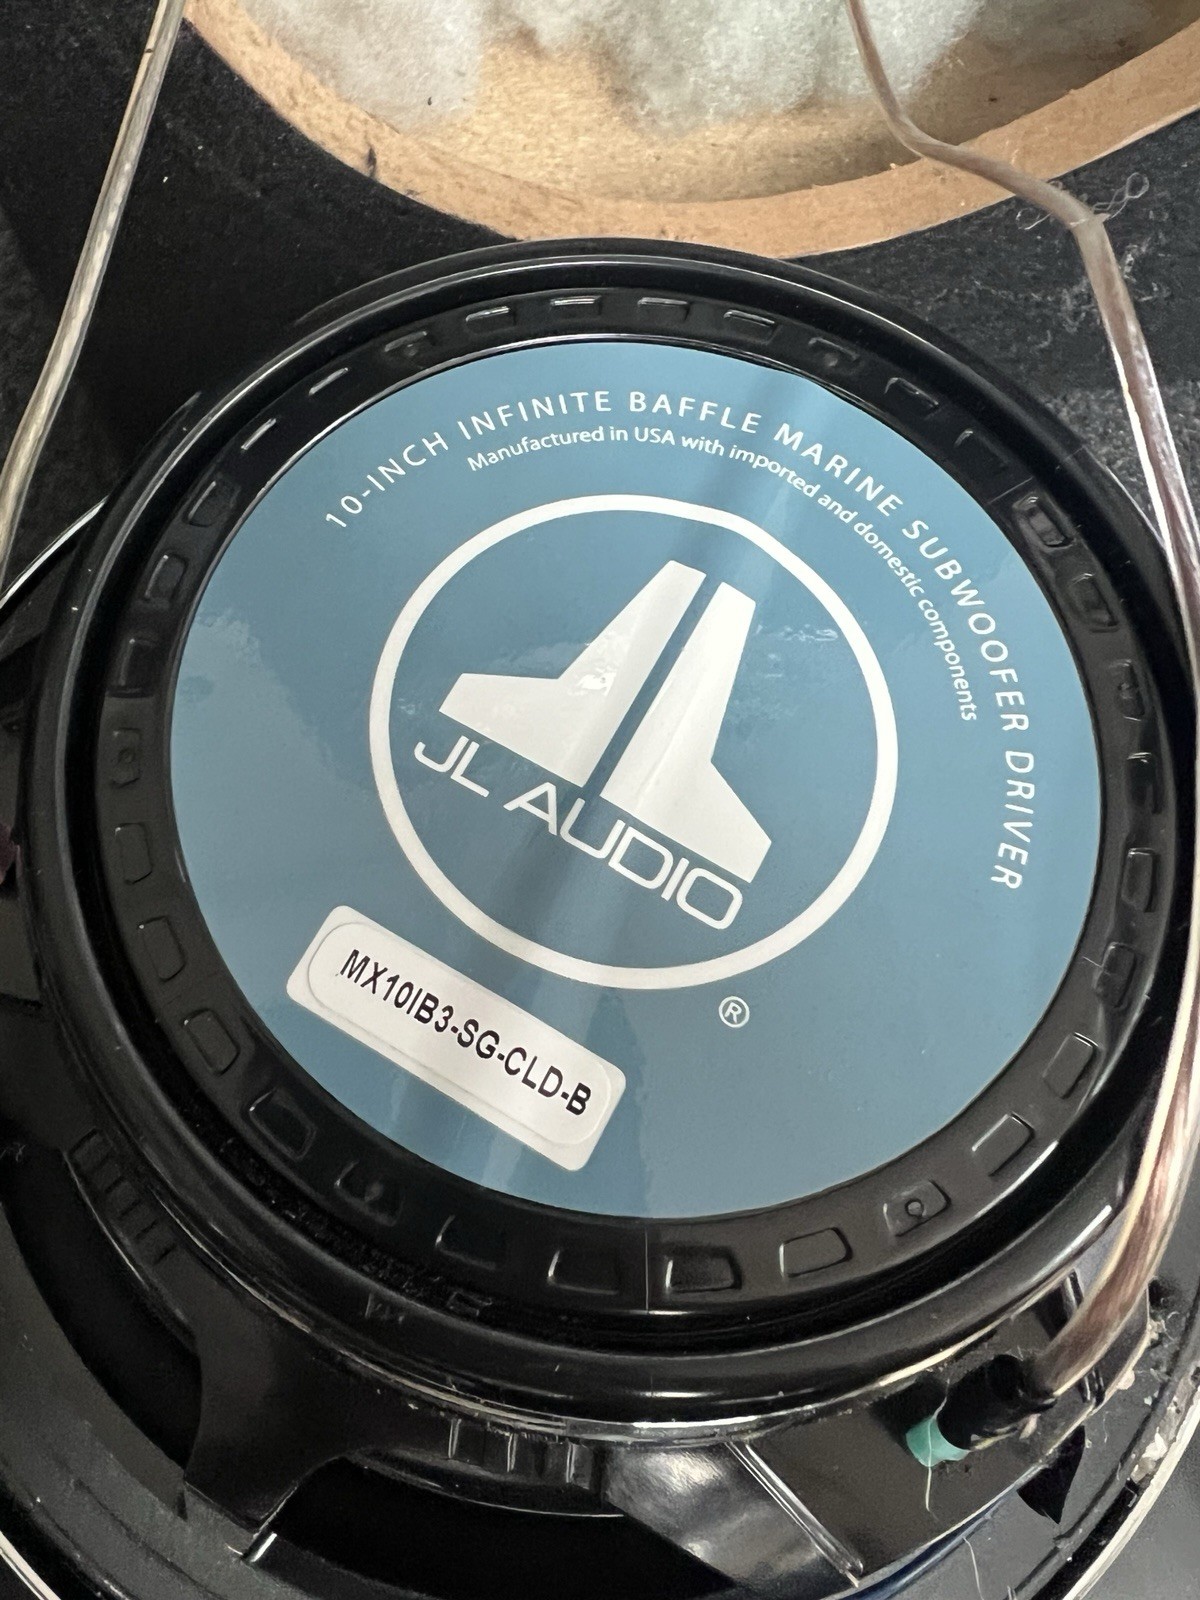 10-INCH INFINITE BAFFLE MARINE SUBWOOFER DRIVER
Manufactured in USA with imported and domestic components
JL AUDIO
®
MX10IB3-SG-CLD-B